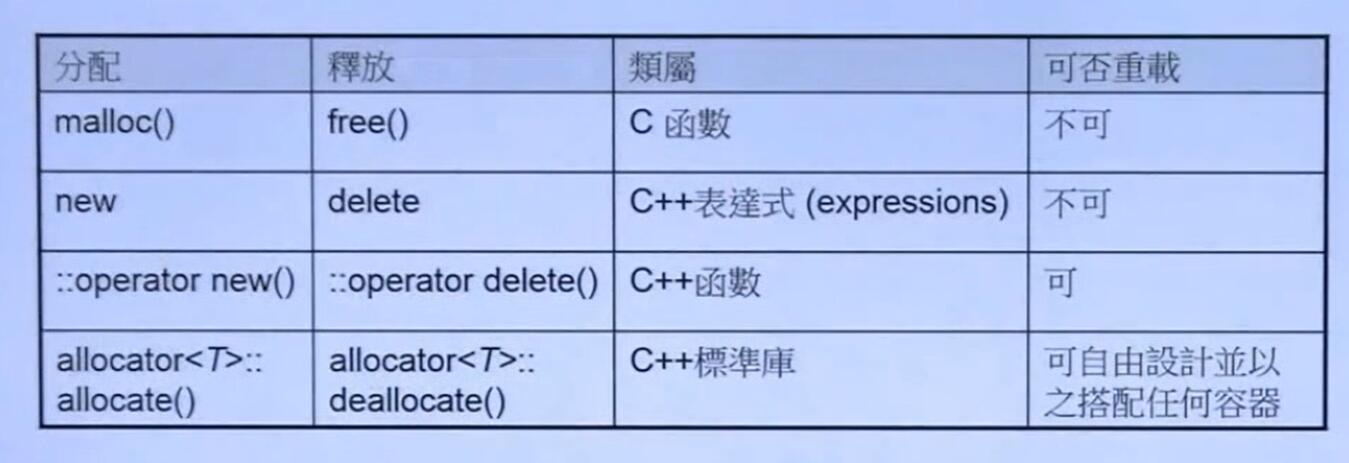 分配 釋放 類屬 可否重載
malloc() free() C 函數 不可
new delete C++表達式 (expressions) 不可
::operator new() ::operator delete() C++函數 可
allocator<T>:: allocator<T>:: C++標準庫 可自由設計並以
allocate() deallocate() 之搭配任何容器